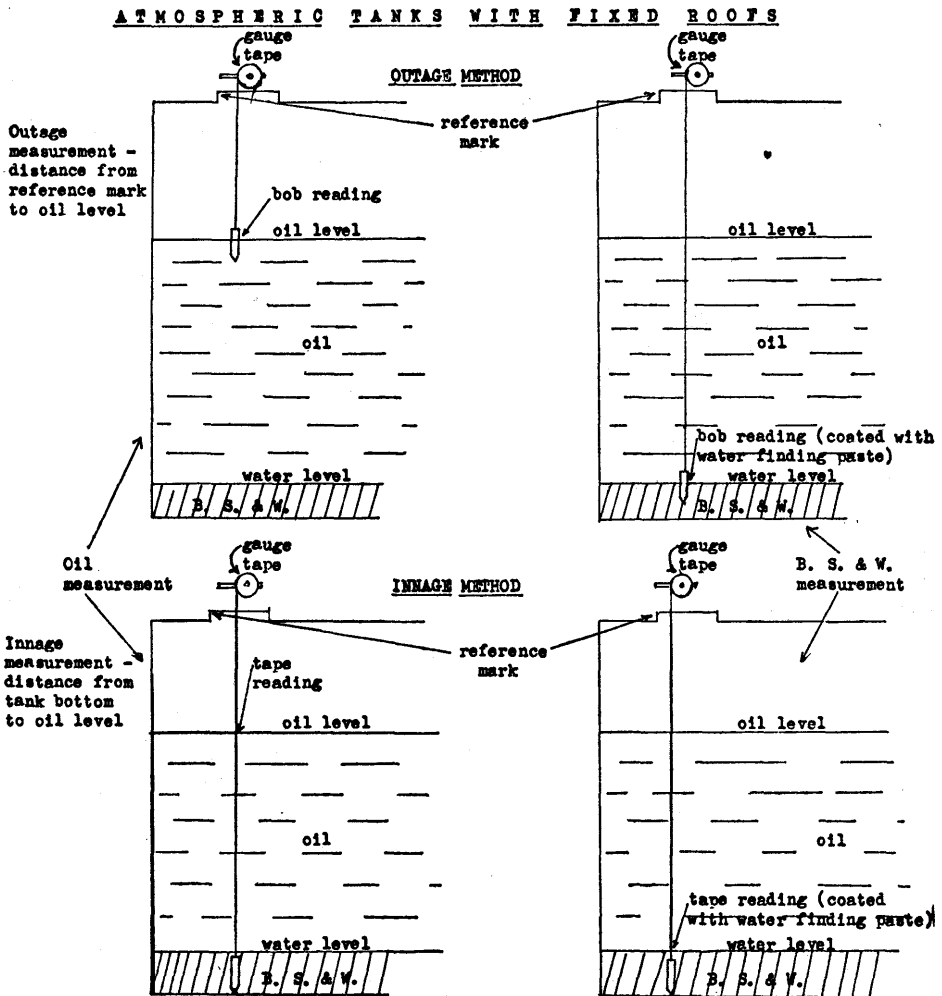 ATMOSPHERIC TANKS WITH FIXED ROOFS
gauge
tape
OUTAGE METHOD
gauge
tape
reference
mark
Outage
measurement -
distance from
reference mark
to oil level
bob reading
oil level
oil level
oil
oil
bob reading (coated with
water finding paste)
water level
water level
B. S. & W.
B. S. & W.
Oil
measurement
gauge
tape
INNAGE METHOD
gauge
tape
B. S. & W.
measurement
reference
mark
Innage
measurement -
distance from
tank bottom
to oil level
tape
reading
oil level
oil level
oil
oil
tape reading (coated
with water finding paste)
water level
water level
B. S. & W.
B. S. & W.